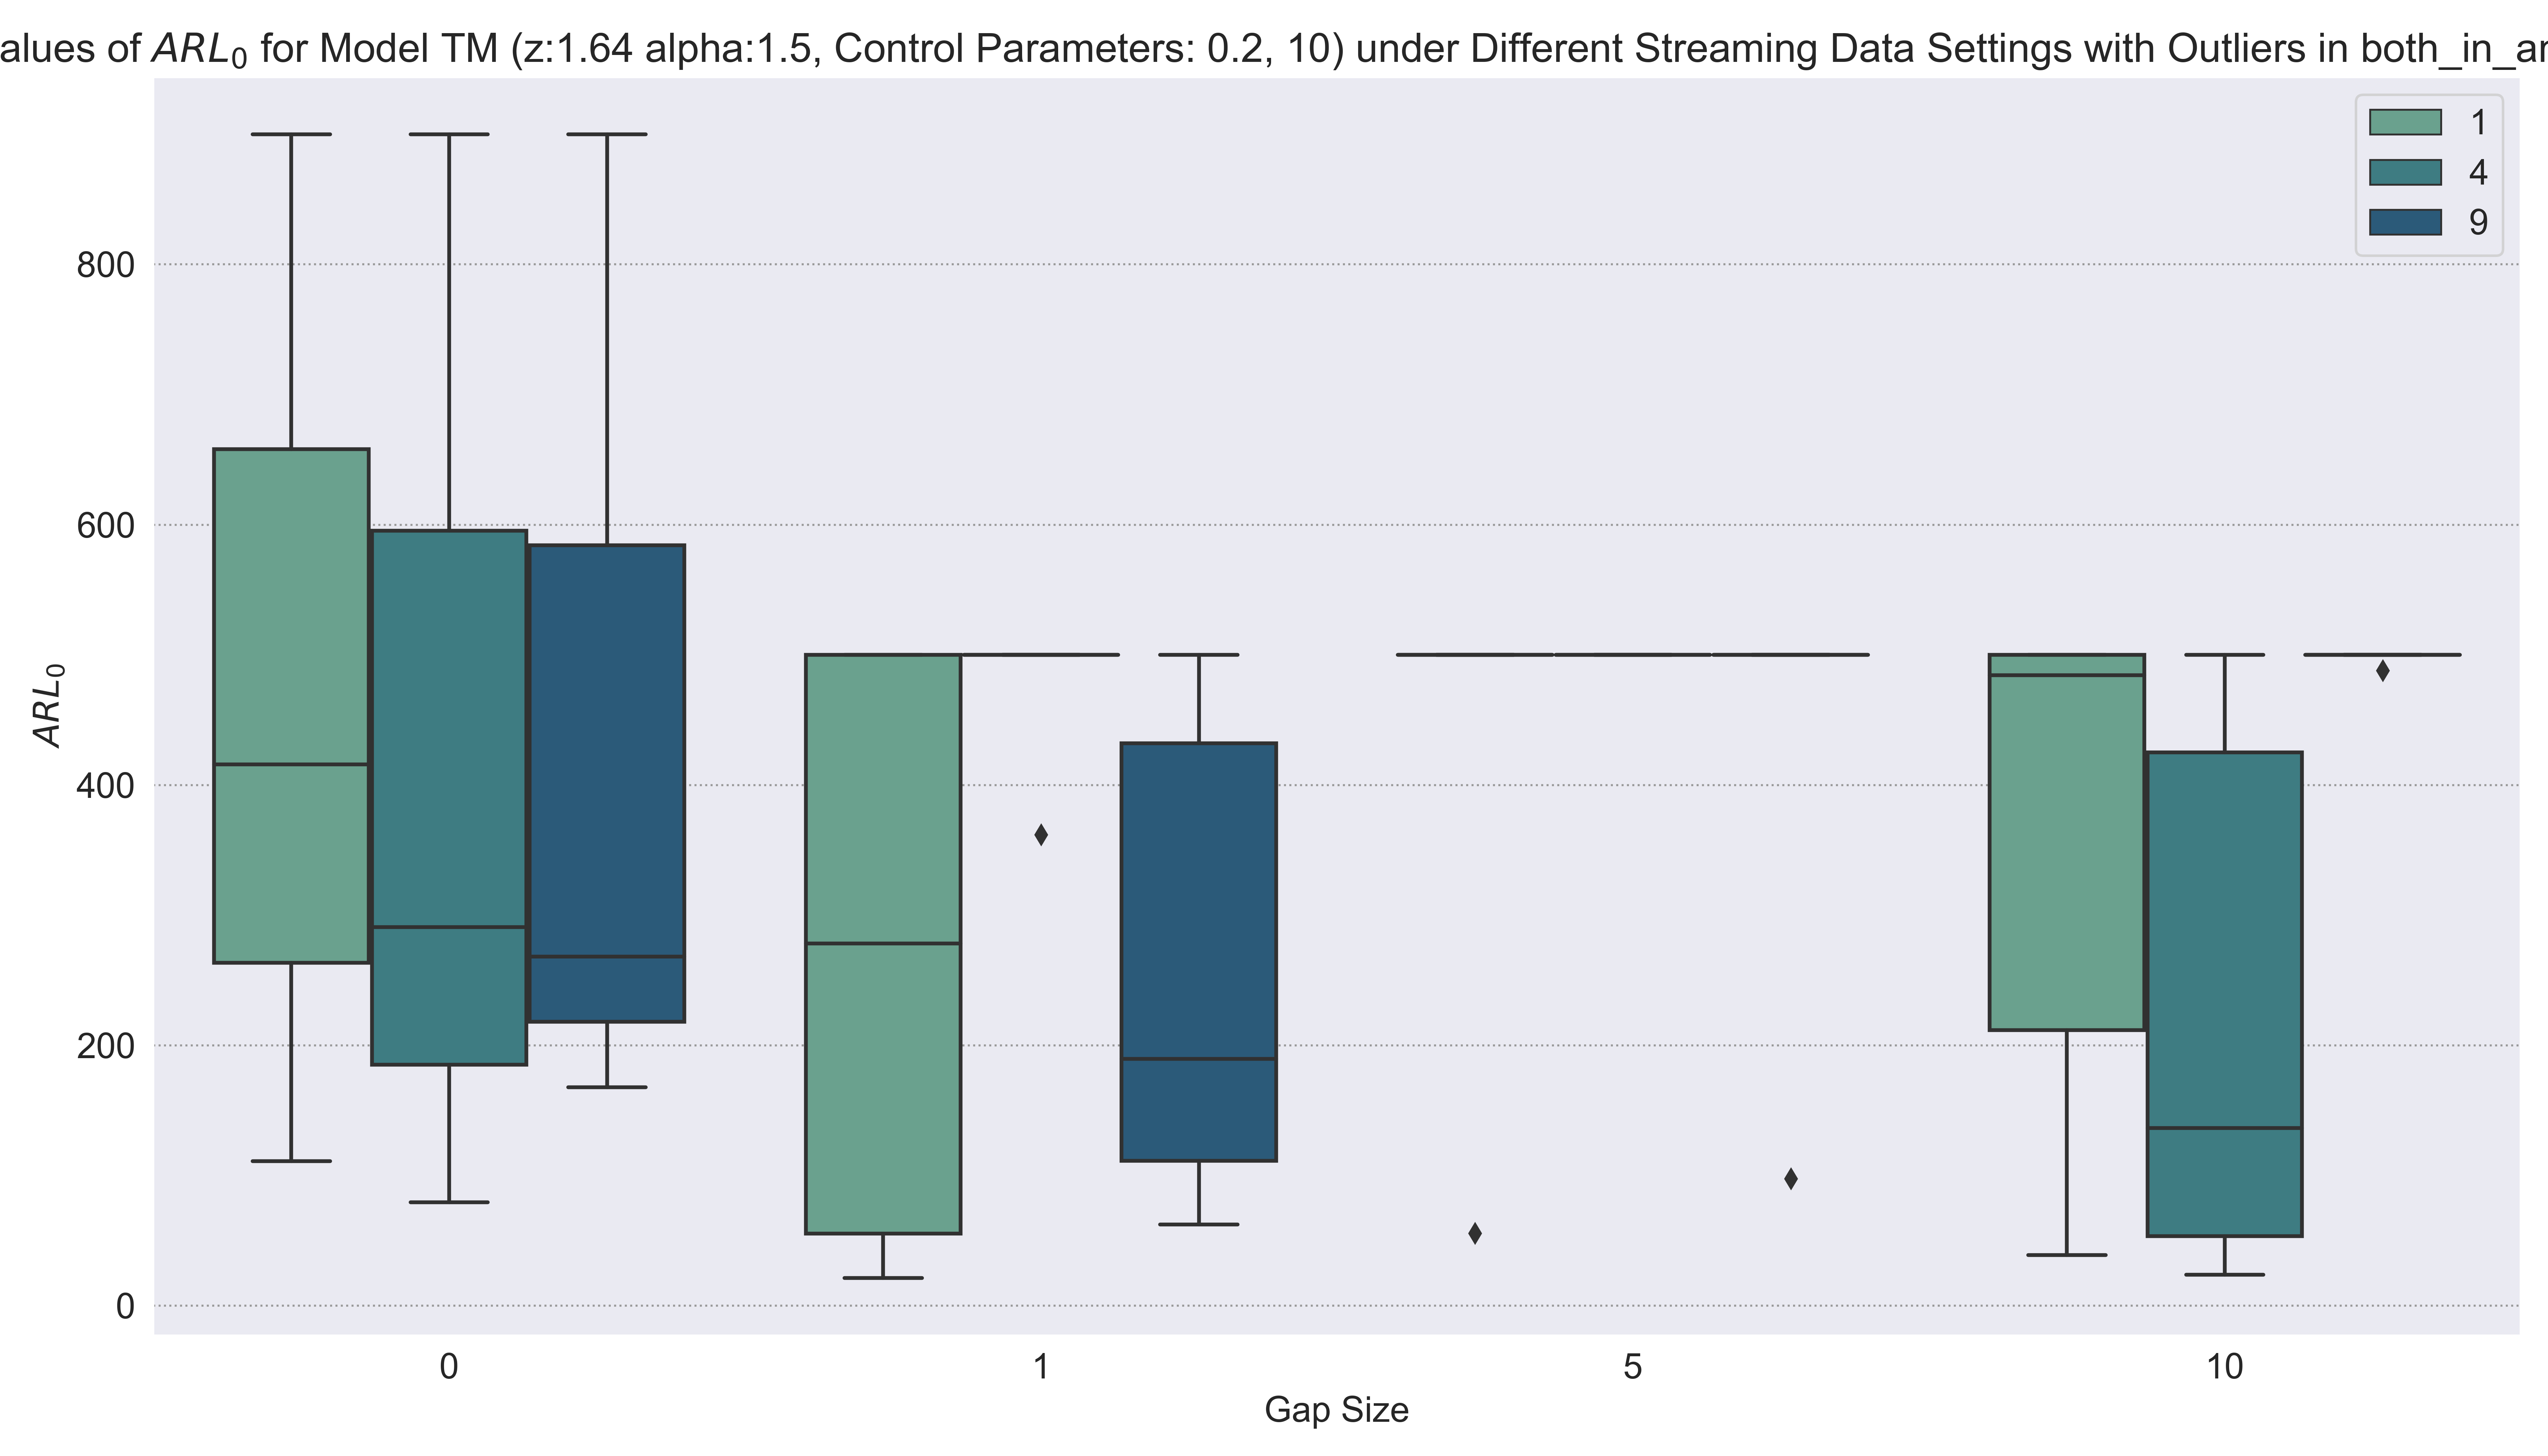 alues of ARL₀ for Model TM (z:1.64 alpha:1.5, Control Parameters: 0.2, 10) under Different Streaming Data Settings with Outliers in both_in_
1
4
9
800
600
400
200
0
ARL₀
0 1 5 10
Gap Size